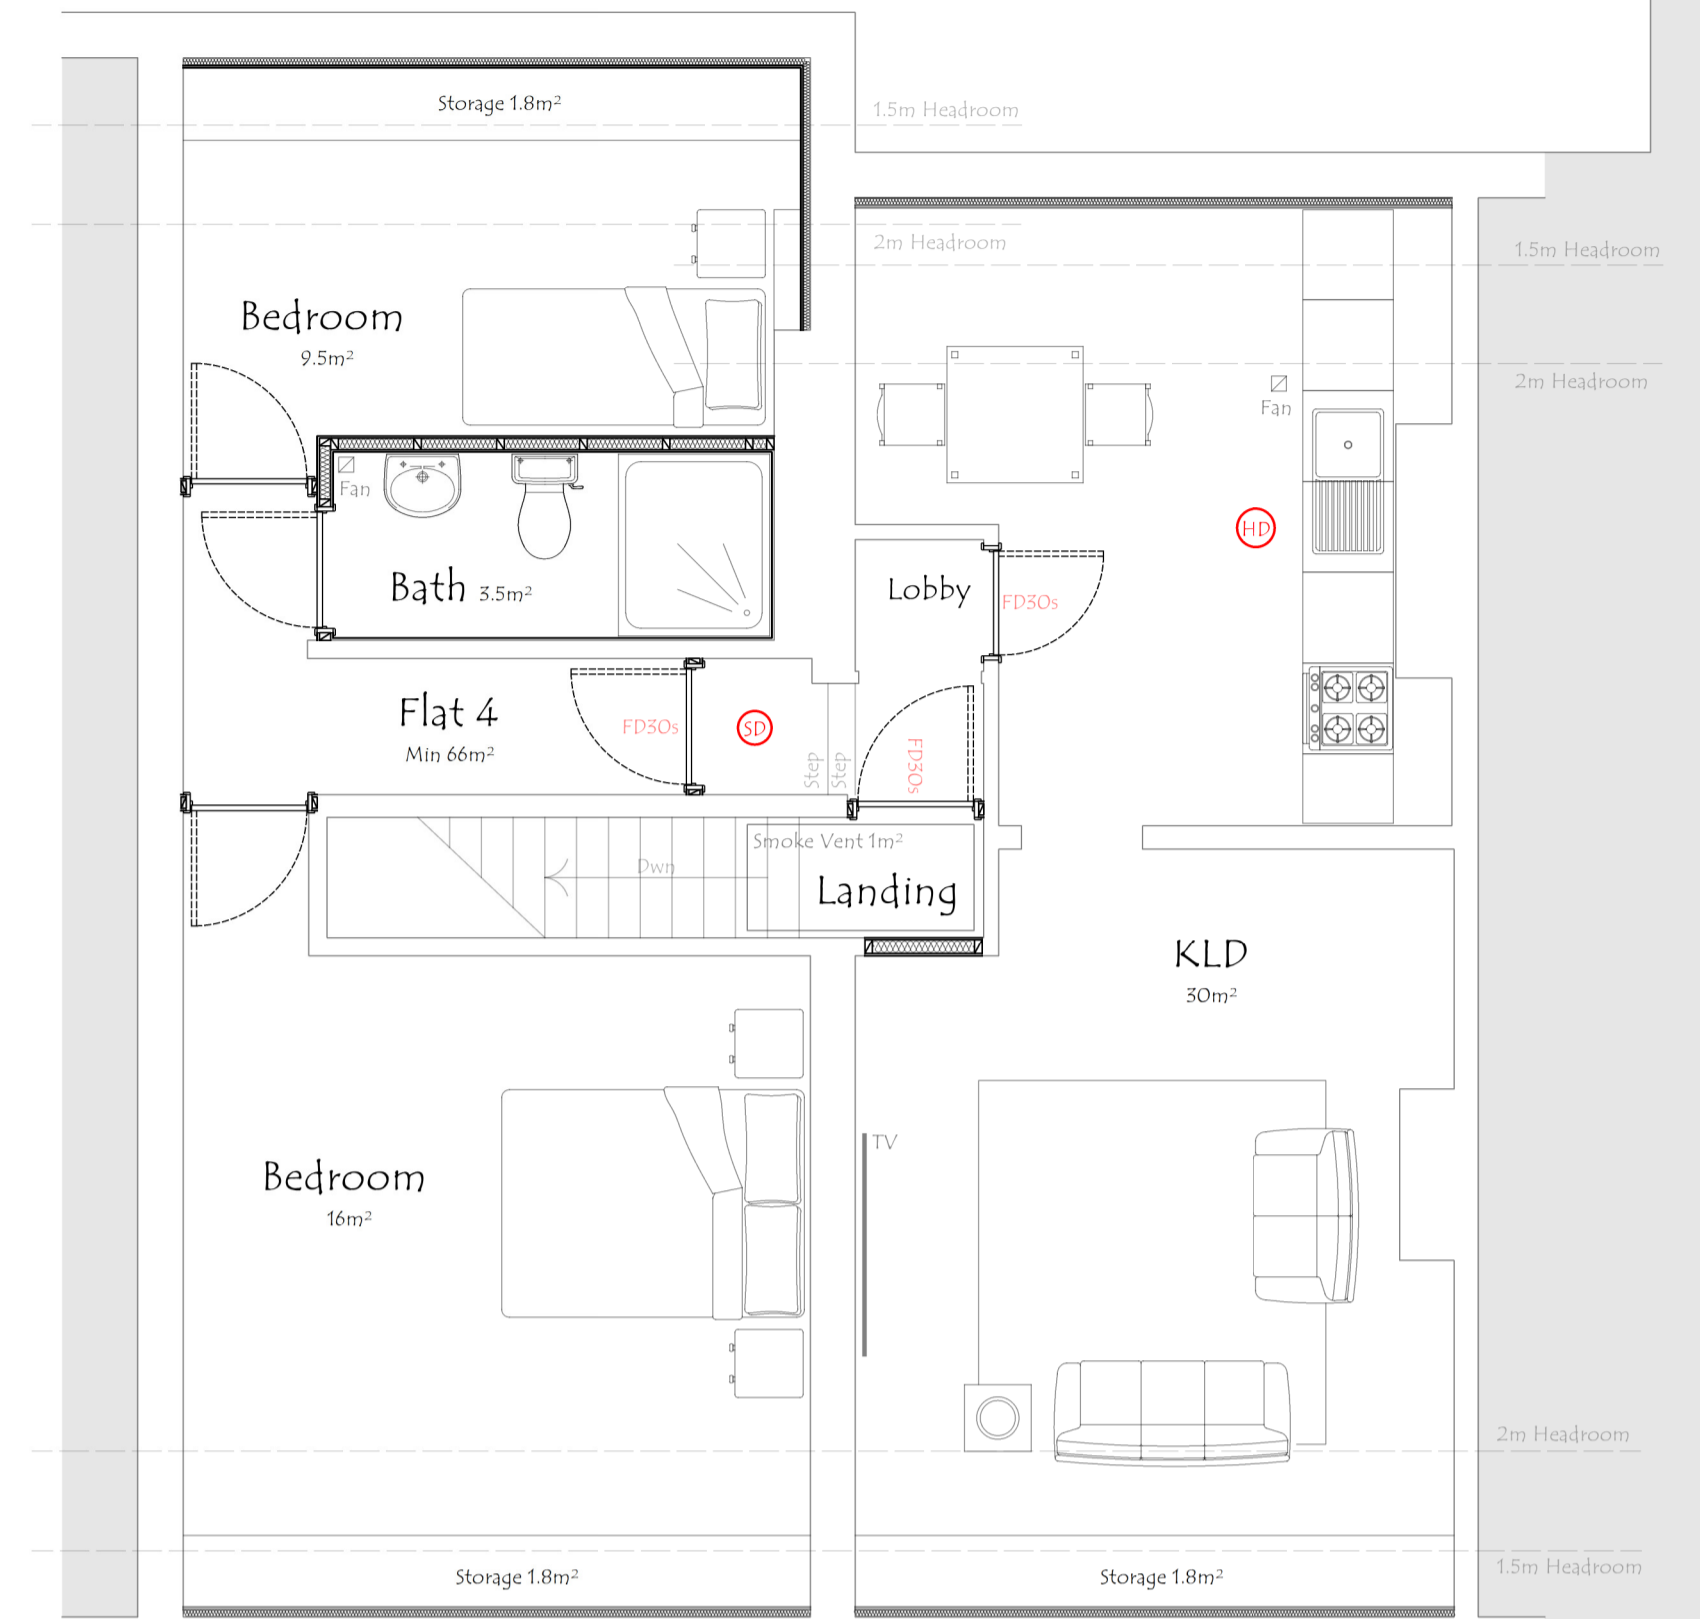 Storage 1.8m²
1.5m Headroom
2m Headroom
1.5m Headroom
Bedroom
9.5m²
2m Headroom
Fan
Fan
HD
Bath 3.5m²
Lobby
FD30s
Flat 4
Min 66m²
FD30s
SD
Step
Step
FD30s
Smoke Vent 1m²
Dwn
Landing
KLD
30m²
TV
Bedroom
16m²
2m Headroom
1.5m Headroom
Storage 1.8m²
Storage 1.8m²